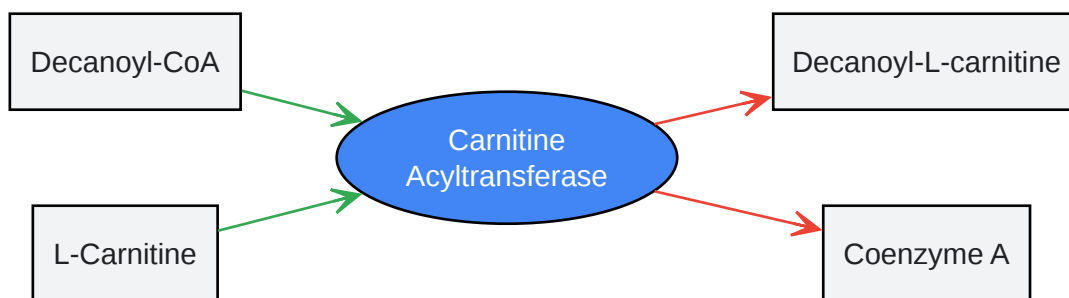 Decanoyl-CoA
Decanoyl-L-carnitine
Carnitine
Acyltransferase
L-Carnitine
Coenzyme A